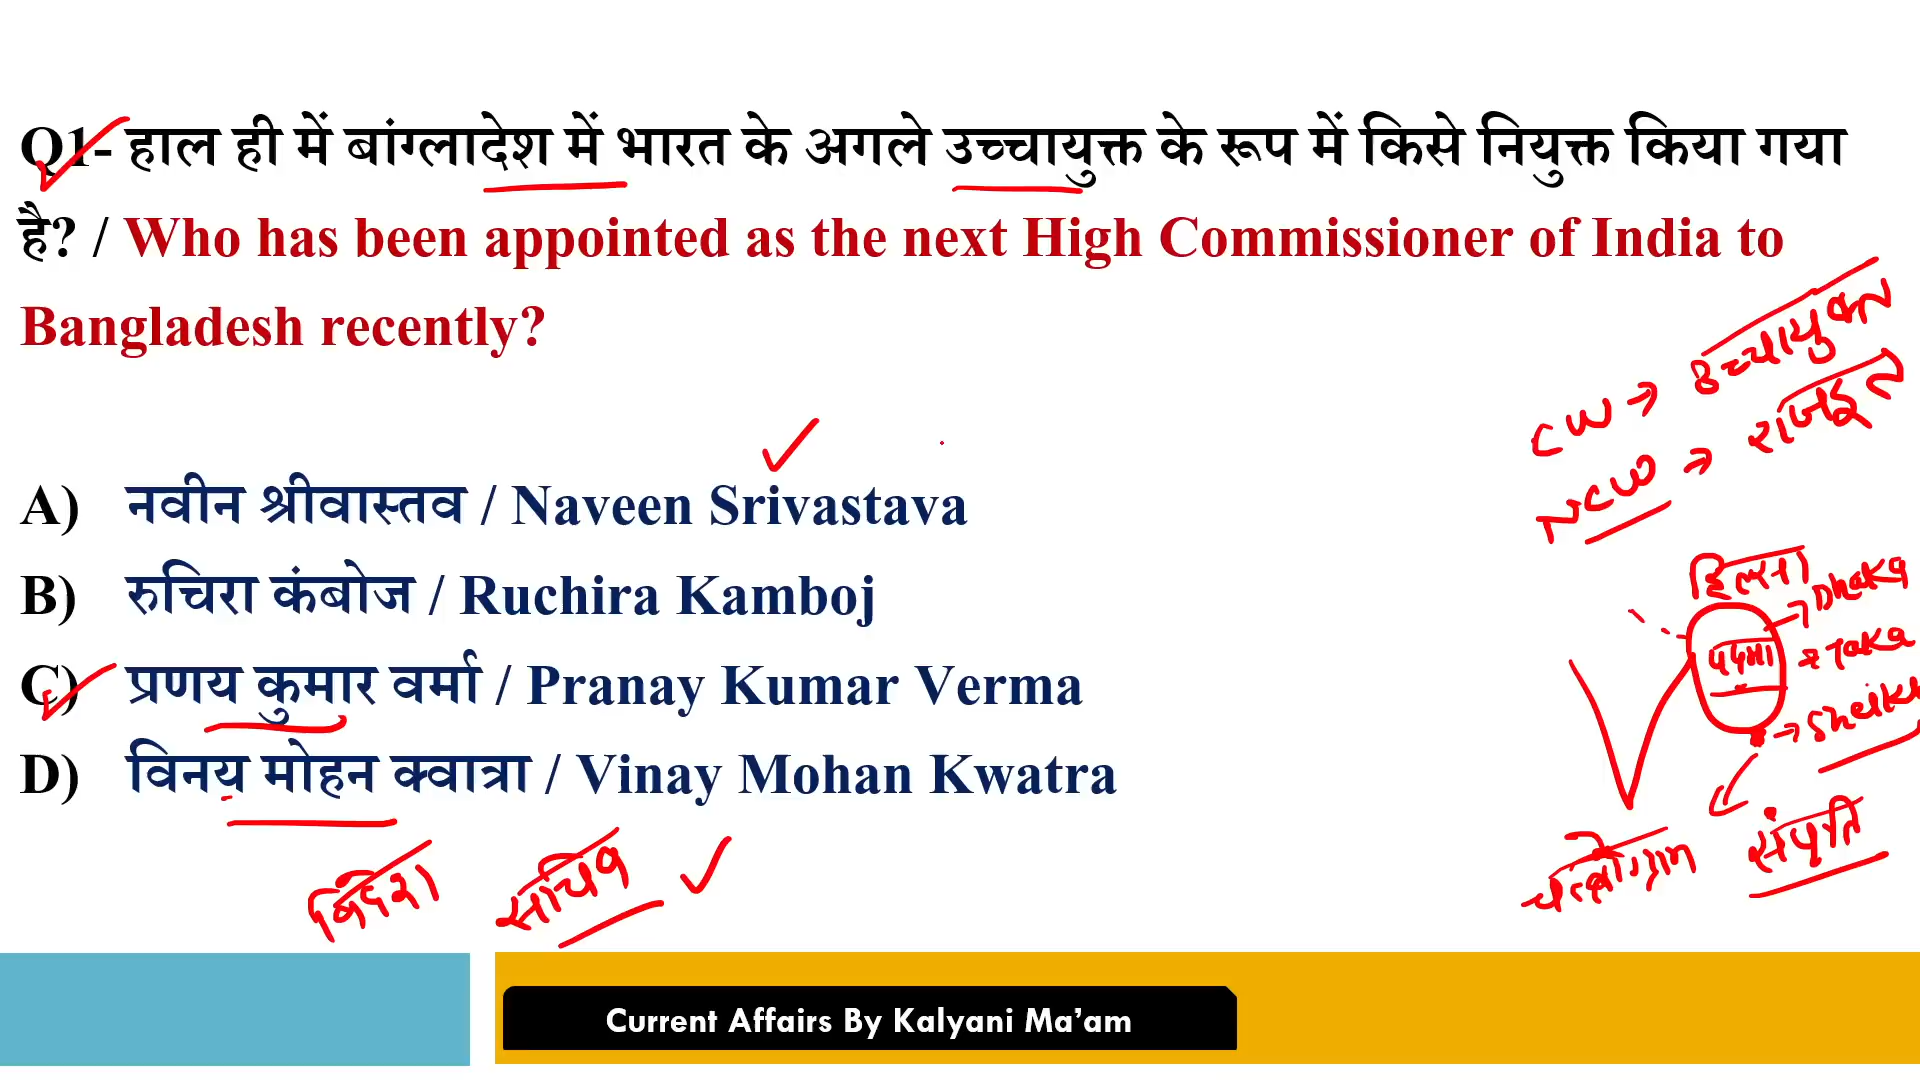 Q1- हाल ही में बांग्लादेश में भारत के अगले उच्चायुक्त के रूप में किसे नियुक्त किया गया
है? / Who has been appointed as the next High Commissioner of India to
Bangladesh recently?
CW → उच्चायुक्त
NCW → राजदूत
A) नवीन श्रीवास्तव / Naveen Srivastava
B) रुचिरा कंबोज / Ruchira Kamboj
C) प्रणय कुमार वर्मा / Pranay Kumar Verma
D) विनय मोहन क्वात्रा / Vinay Mohan Kwatra
हिल्सा
→ Dhaka
पदमा → Taka
→ Sheikh
संप्रति
विदेश सचिव
Current Affairs By Kalyani Ma’am